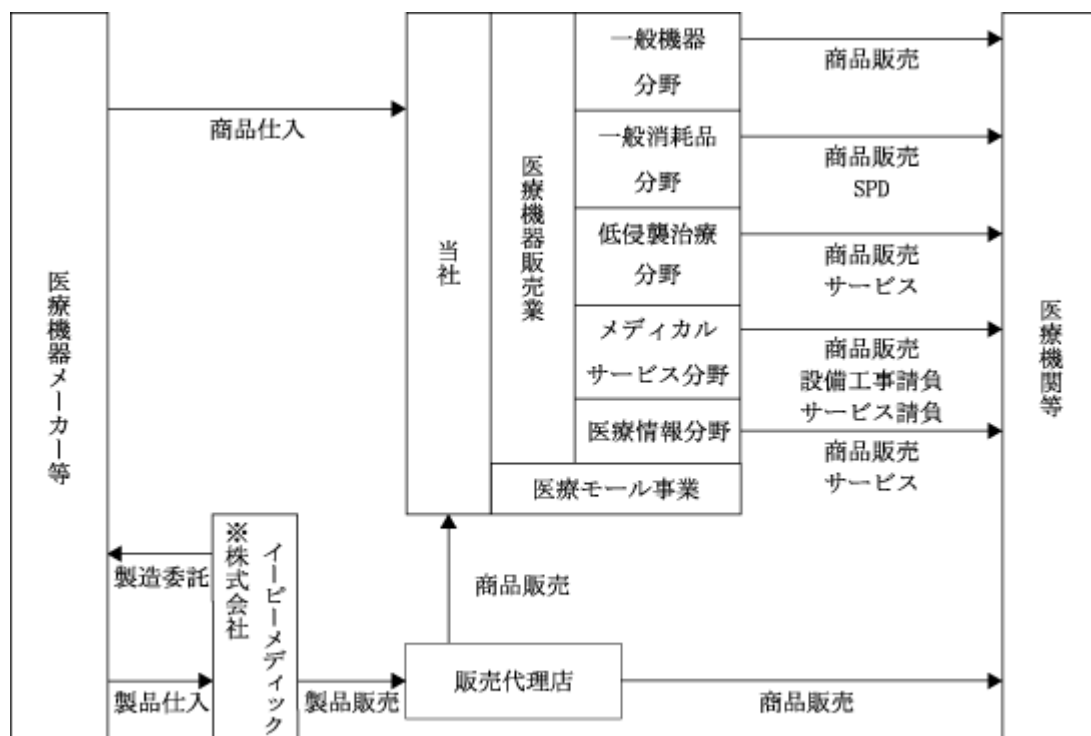 医療機器メーカー等
商品仕入
当社
医療機器販売業
一般機器
分野
一般消耗品
分野
低侵襲治療
分野
メディカル
サービス分野
医療情報分野
医療モール事業
商品販売
商品販売
SPD
商品販売
サービス
商品販売
設備工事請負
サービス請負
商品販売
サービス
医療機関等
製造委託
製品仕入
※株式会社
イーピーメディック
製品販売
商品販売
販売代理店
商品販売